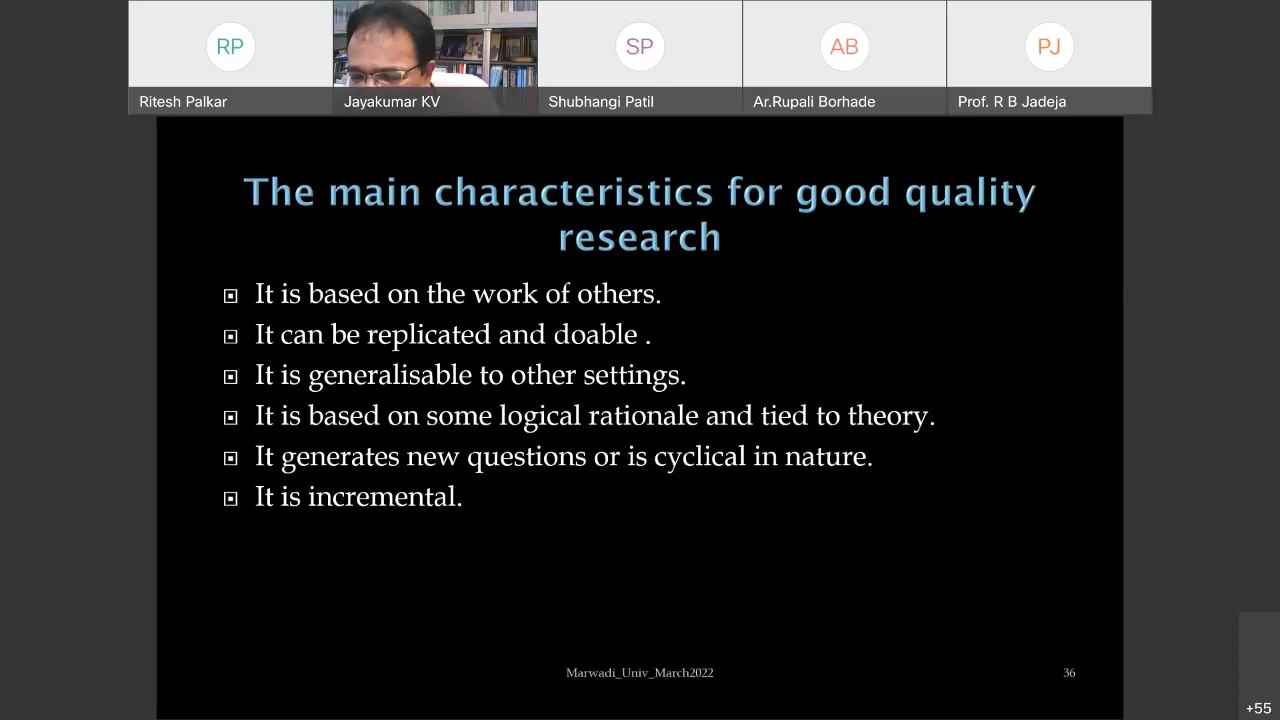 RP
SP
AB
PJ
Ritesh Palkar
Jayakumar KV
Shubhangi Patil
Ar.Rupali Borhade
Prof. R B Jadeja
The main characteristics for good quality
research
It is based on the work of others.
It can be replicated and doable .
It is generalisable to other settings.
It is based on some logical rationale and tied to theory.
It generates new questions or is cyclical in nature.
It is incremental.
Marwadi_Univ_March2022
36
+55